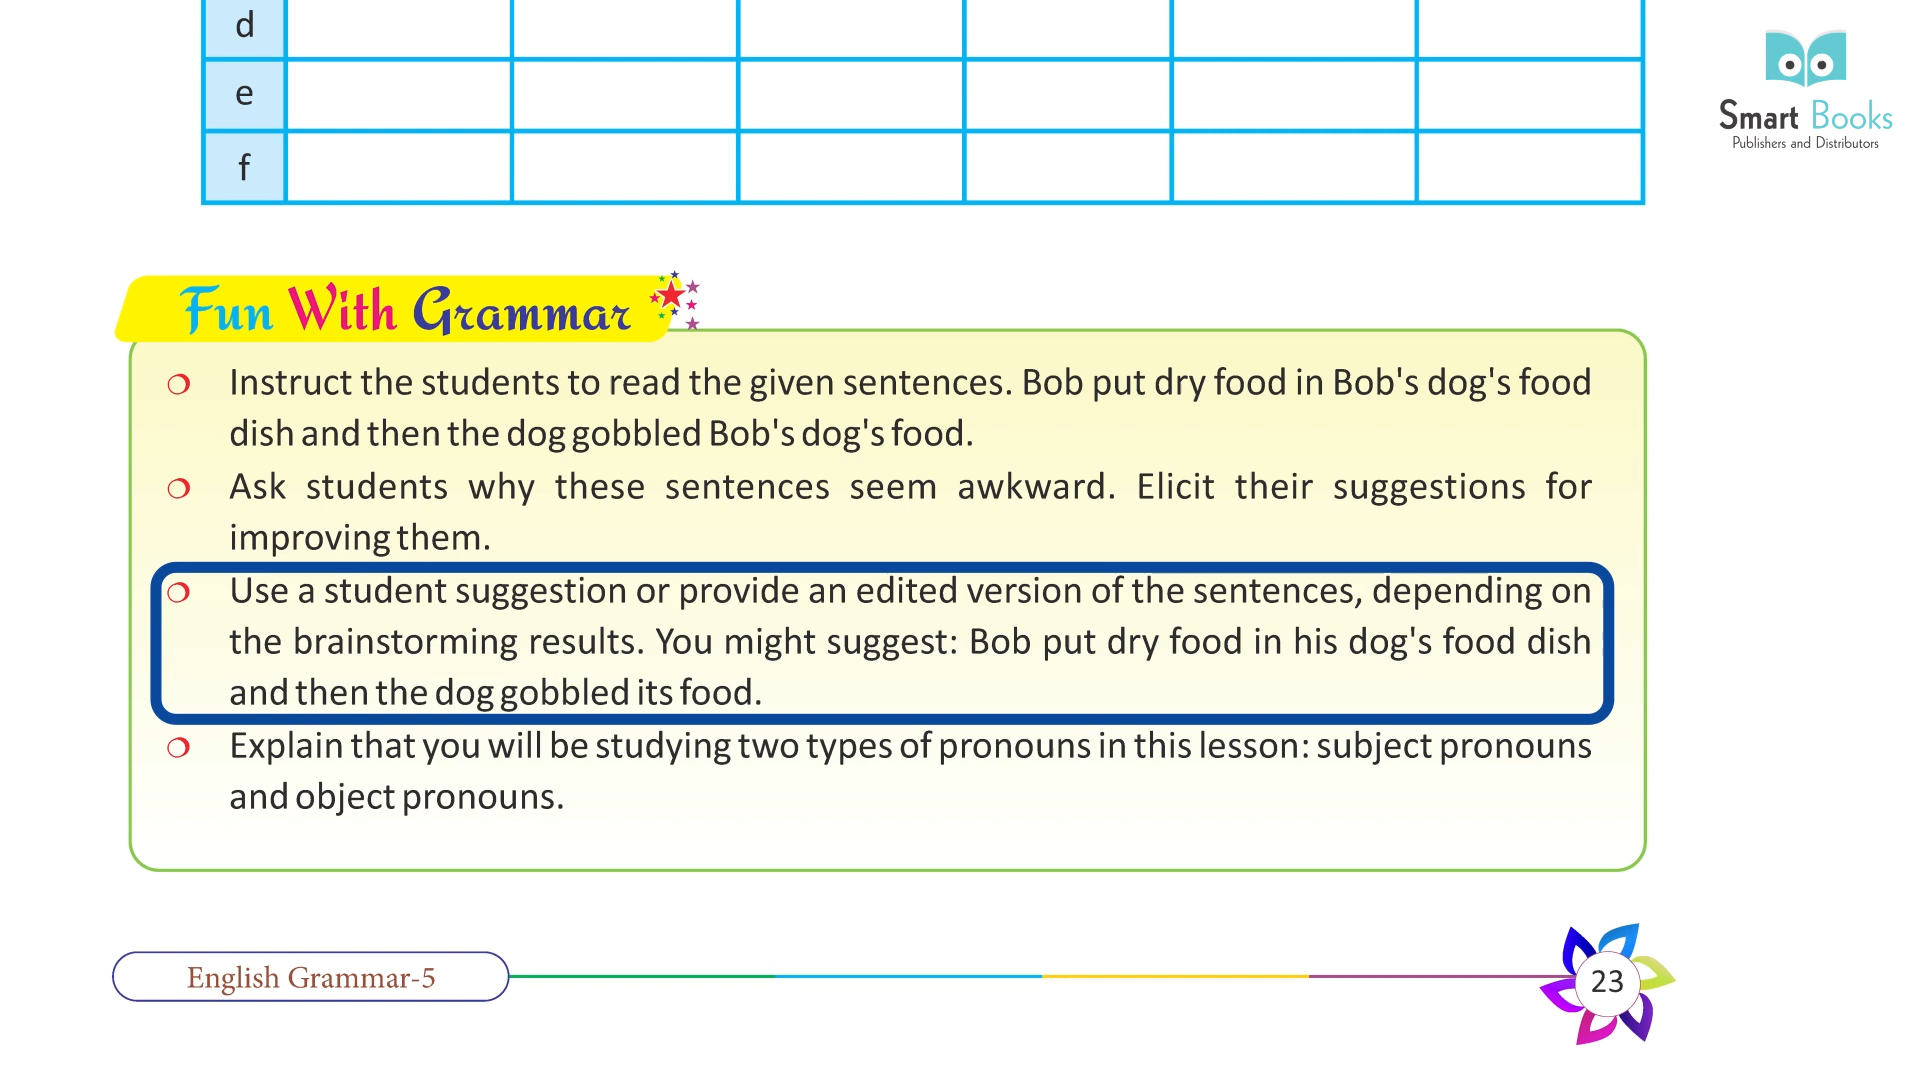 d
e
f
Smart Books
Publishers and Distributors
Fun With Grammar
Instruct the students to read the given sentences. Bob put dry food in Bob's dog's food
dish and then the dog gobbled Bob's dog's food.
Ask students why these sentences seem awkward. Elicit their suggestions for
improving them.
Use a student suggestion or provide an edited version of the sentences, depending on
the brainstorming results. You might suggest: Bob put dry food in his dog's food dish
and then the dog gobbled its food.
Explain that you will be studying two types of pronouns in this lesson: subject pronouns
and object pronouns.
English Grammar-5
23